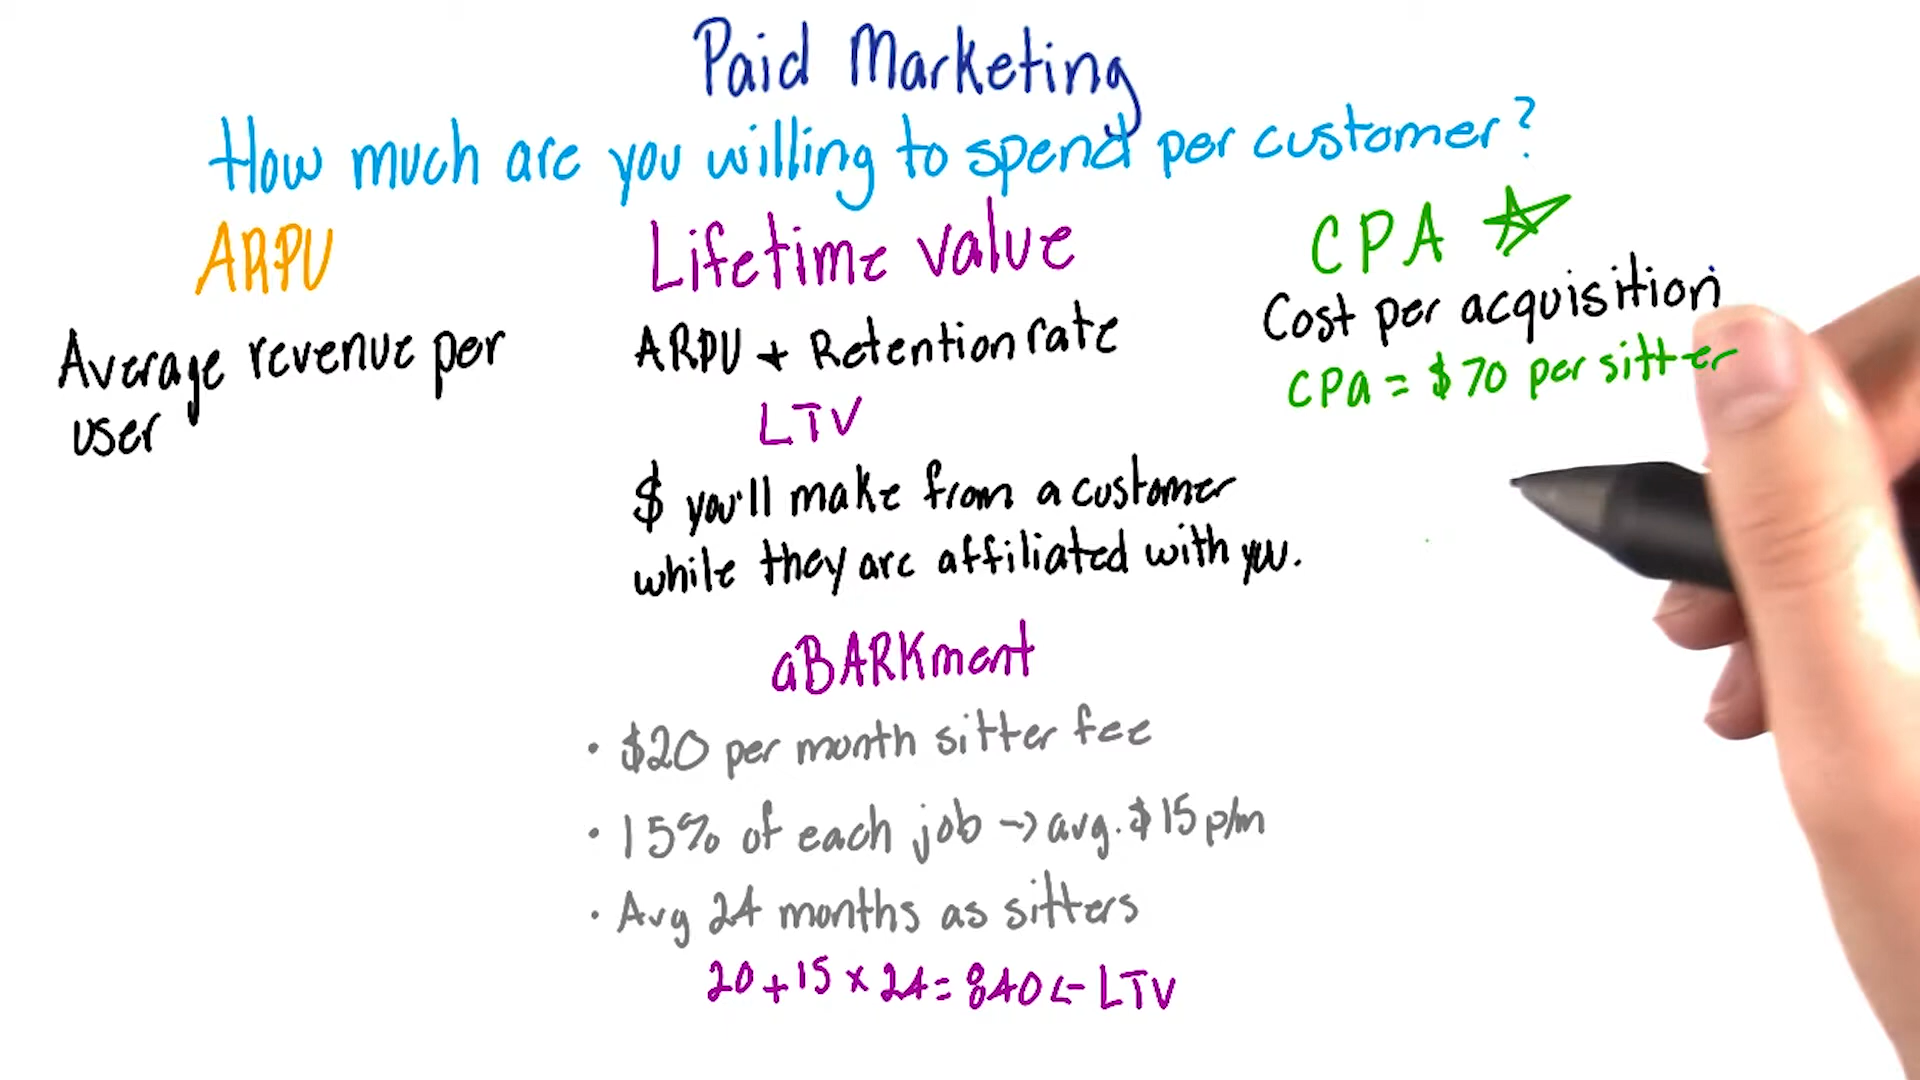 Paid Marketing
How much are you willing to spend per customer?
ARPU
Average revenue per
user
Lifetime value
ARPU + Retention rate
LTV
$ you'll make from a customer
while they are affiliated with you.
aBARKment
• $20 per month sitter fee
• 15% of each job → avg. $15 p/m
• Avg 24 months as sitters
20 + 15 x 24 = 840 ← LTV
CPA
Cost per acquisition
CPa = $70 per sitter